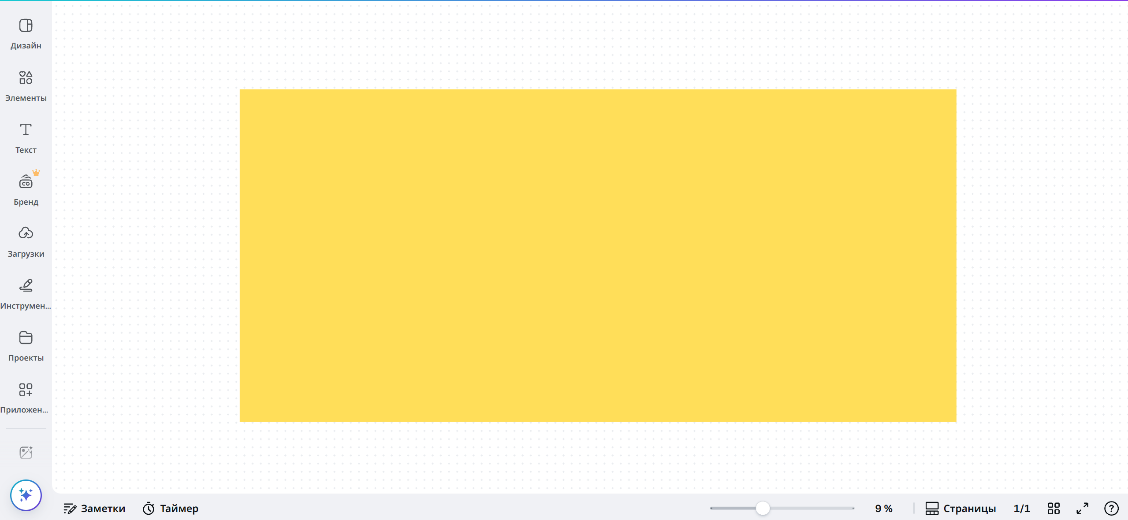 Дизайн
Элементы
Текст
Бренд
Загрузки
Инструмен...
Проекты
Приложен...
Заметки
Таймер
9 %
Страницы
1/1
?